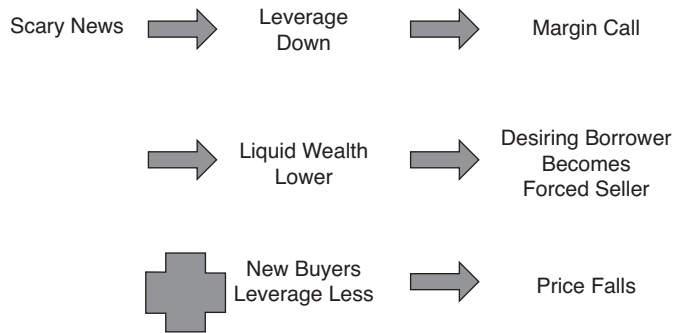 Scary News
Leverage
Down
Margin Call
Liquid Wealth
Lower
Desiring Borrower
Becomes
Forced Seller
New Buyers
Leverage Less
Price Falls